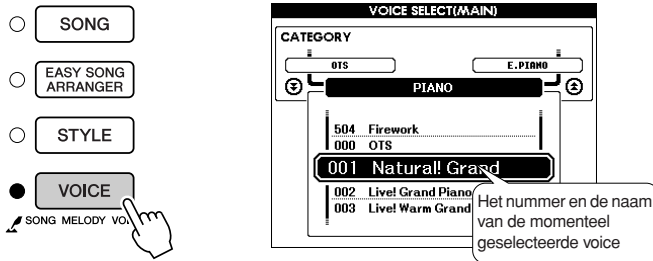 SONG
EASY SONG
ARRANGER
STYLE
VOICE
SONG MELODY
VOICE SELECT(MAIN)
CATEGORY
OTS
E.PIANO
PIANO
504 Firework
000 OTS
001 Natural! Grand
002 Live! Grand Piano
003 Live! Warm Grand
Het nummer en de naam
van de momenteel
geselecteerde voice